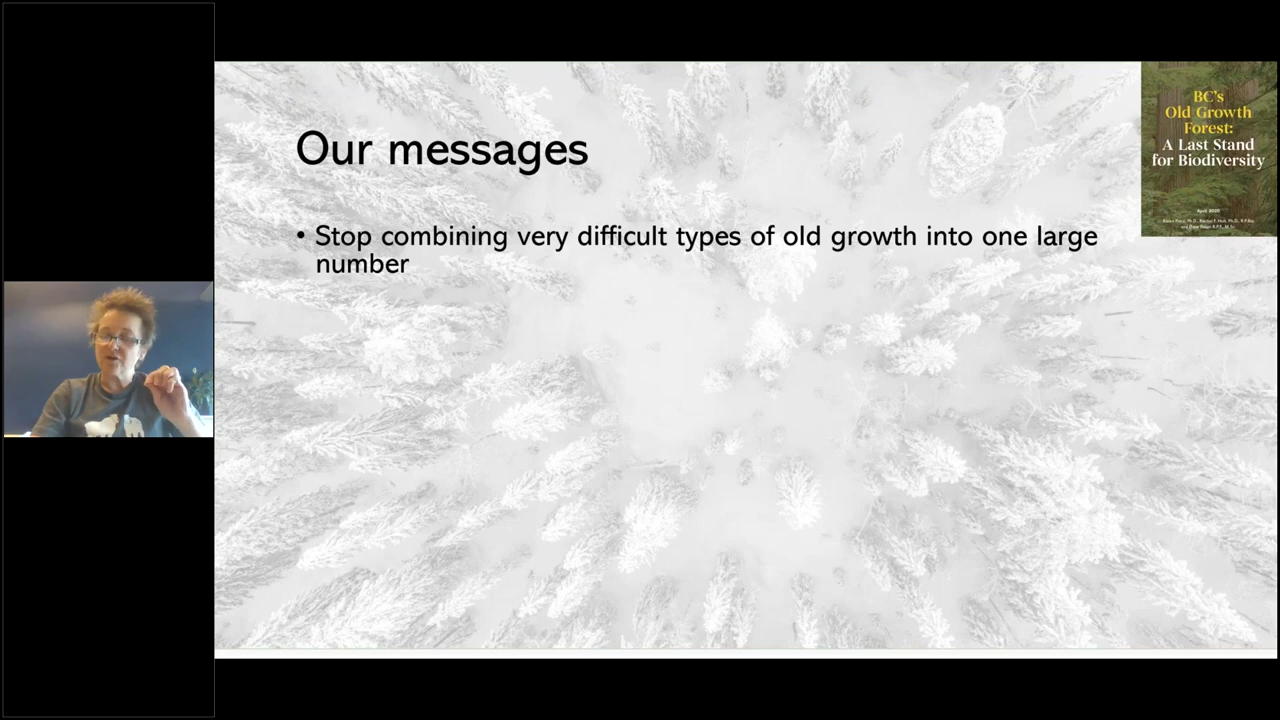 Our messages
• Stop combining very difficult types of old growth into one large
number
BC's
Old Growth
Forest:
A Last Stand
for Biodiversity
April 2020